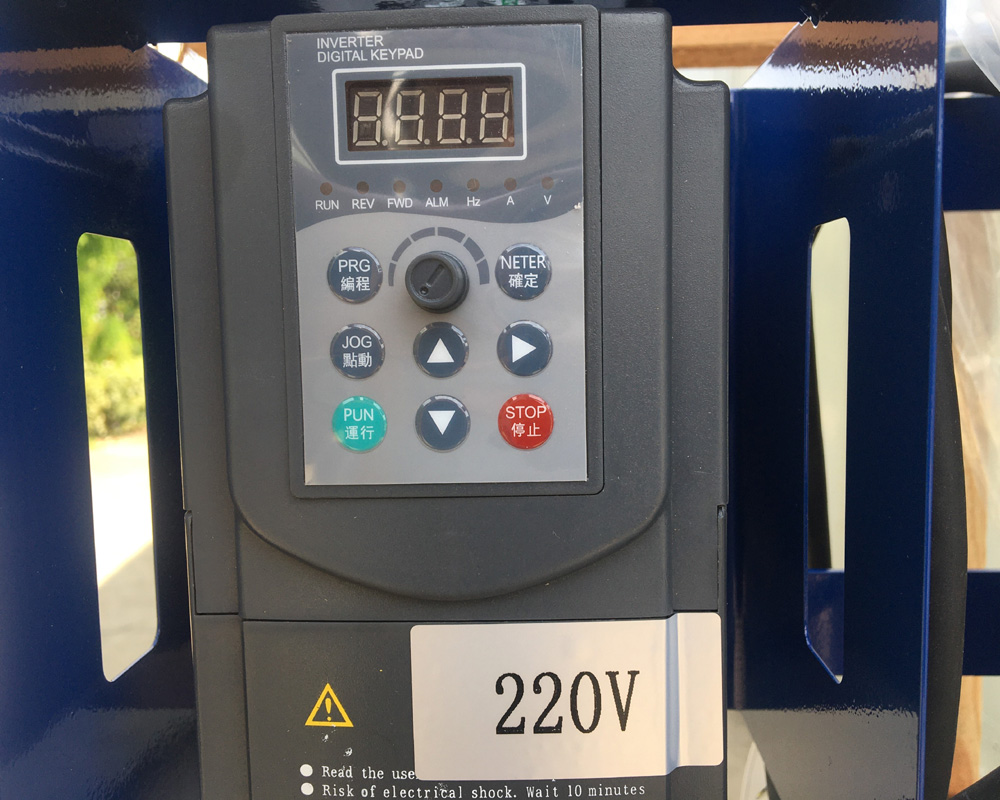 INVERTER
DIGITAL KEYPAD
RUN REV FWD ALM Hz A V
PRG
編程
NETER
確定
JOG
點動
PUN
運行
STOP
停止
220V
Read the use
Risk of electrical shock. Wait 10 minutes